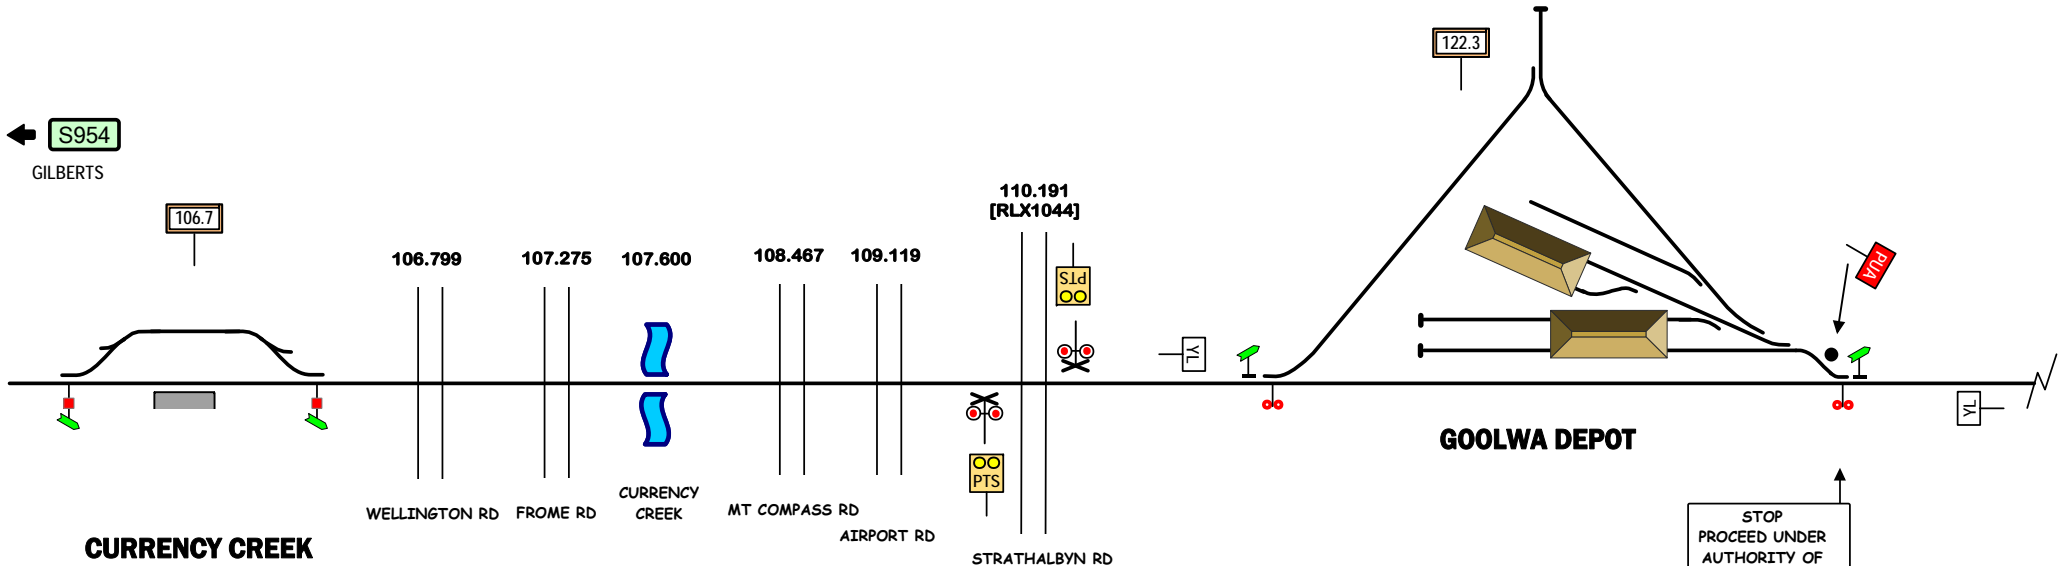 122.3
S954
GILBERTS
106.7
110.191
[RLX1044]
106.799
107.275
107.600
108.467
109.119
PTS
PUA
YL
YL
GOOLWA DEPOT
PTS
CURRENCY
CREEK
WELLINGTON RD
FROME RD
MT COMPASS RD
AIRPORT RD
STRATHALBYN RD
CURRENCY CREEK
STOP
PROCEED UNDER
AUTHORITY OF